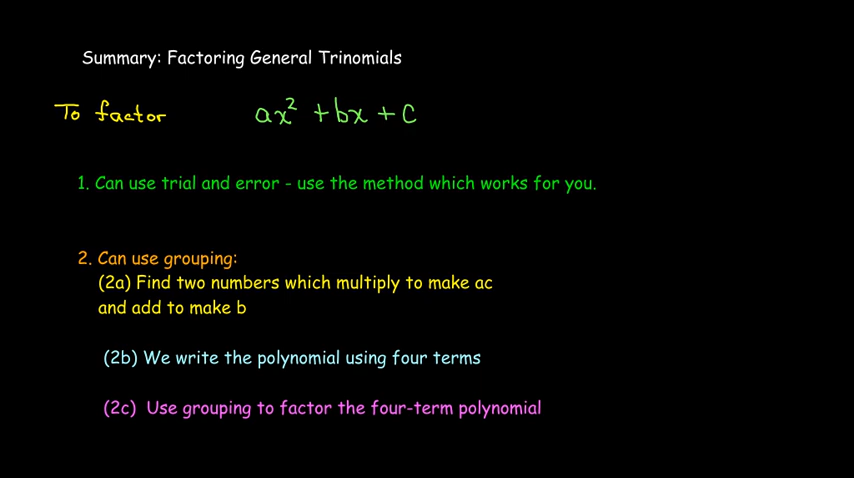 Summary: Factoring General Trinomials
To factor ax² + bx + c
1. Can use trial and error - use the method which works for you.
2. Can use grouping:
(2a) Find two numbers which multiply to make ac
and add to make b
(2b) We write the polynomial using four terms
(2c) Use grouping to factor the four-term polynomial